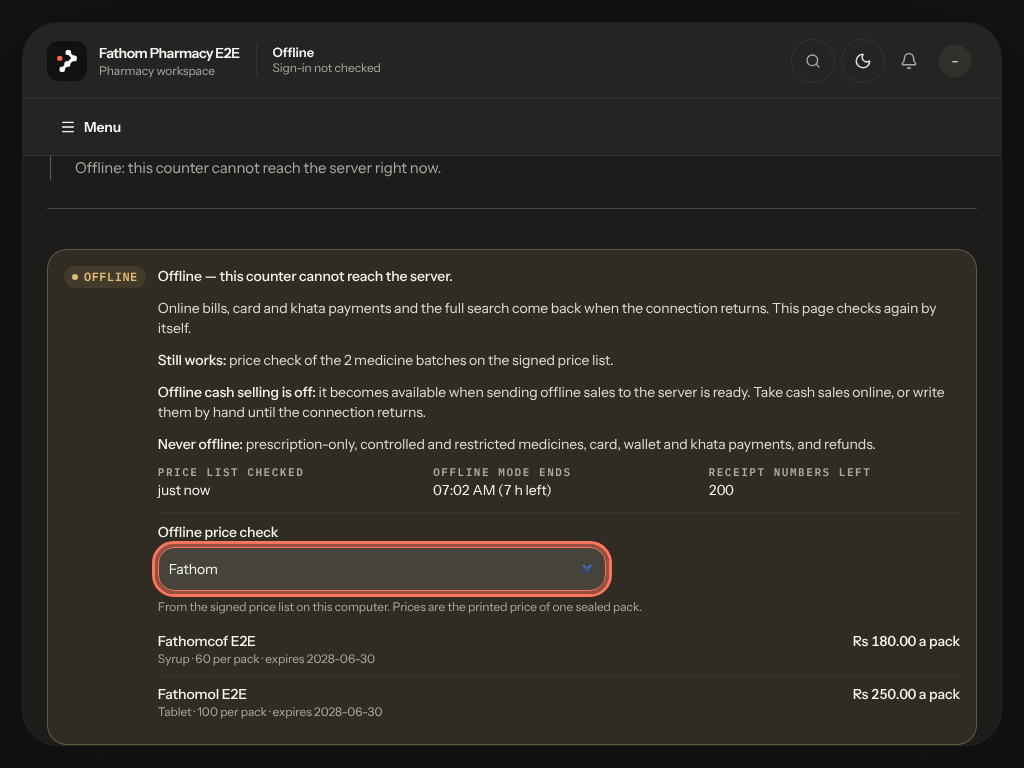 Fathom Pharmacy E2E
Pharmacy workspace
Offline
Sign-in not checked
-
Menu
Offline: this counter cannot reach the server right now.
OFFLINE
Offline — this counter cannot reach the server.
Online bills, card and khata payments and the full search come back when the connection returns. This page checks again by
itself.
Still works: price check of the 2 medicine batches on the signed price list.
Offline cash selling is off: it becomes available when sending offline sales to the server is ready. Take cash sales online, or write
them by hand until the connection returns.
Never offline: prescription-only, controlled and restricted medicines, card, wallet and khata payments, and refunds.
PRICE LIST CHECKED
just now
OFFLINE MODE ENDS
07:02 AM (7 h left)
RECEIPT NUMBERS LEFT
200
Offline price check
Fathom
From the signed price list on this computer. Prices are the printed price of one sealed pack.
Fathomcof E2E
Rs 180.00 a pack
Syrup · 60 per pack · expires 2028-06-30
Fathomol E2E
Rs 250.00 a pack
Tablet · 100 per pack · expires 2028-06-30